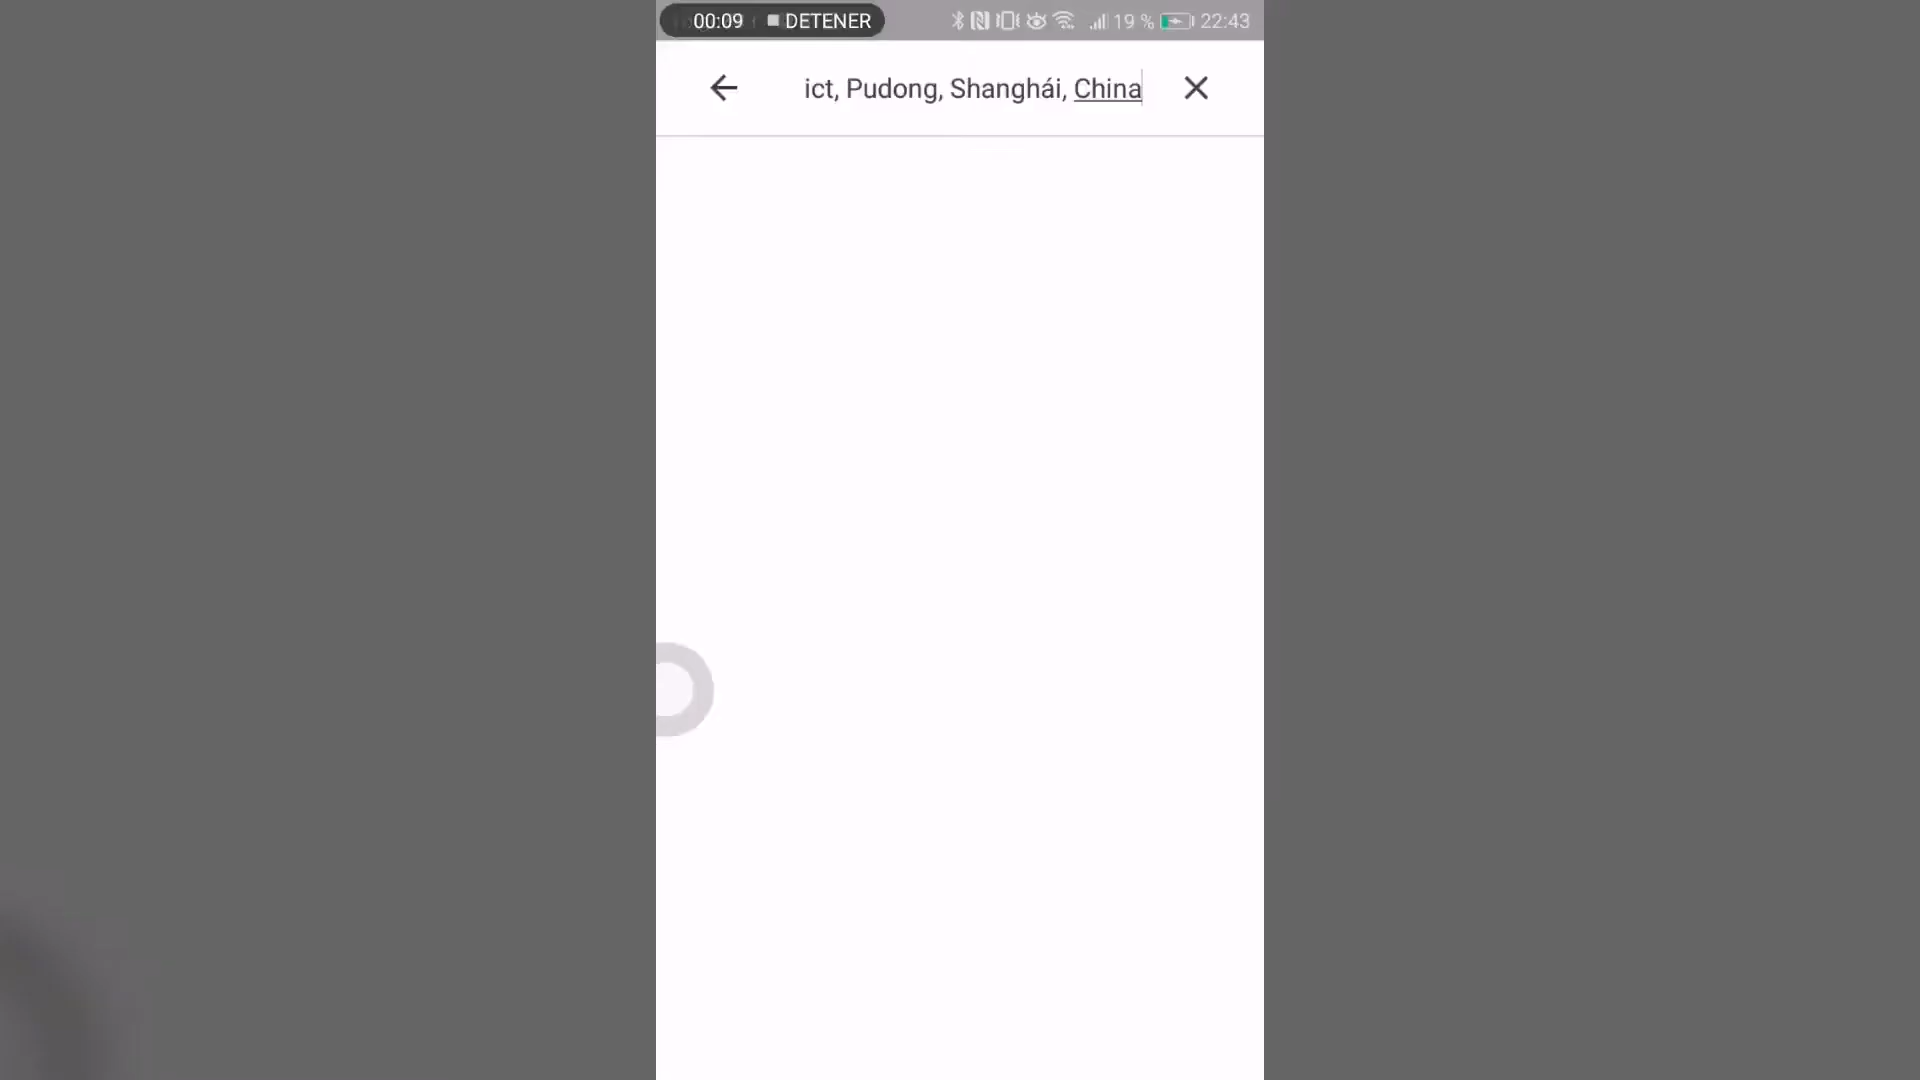 00:09 DETENER 19 % 22:43
ict, Pudong, Shanghái, China